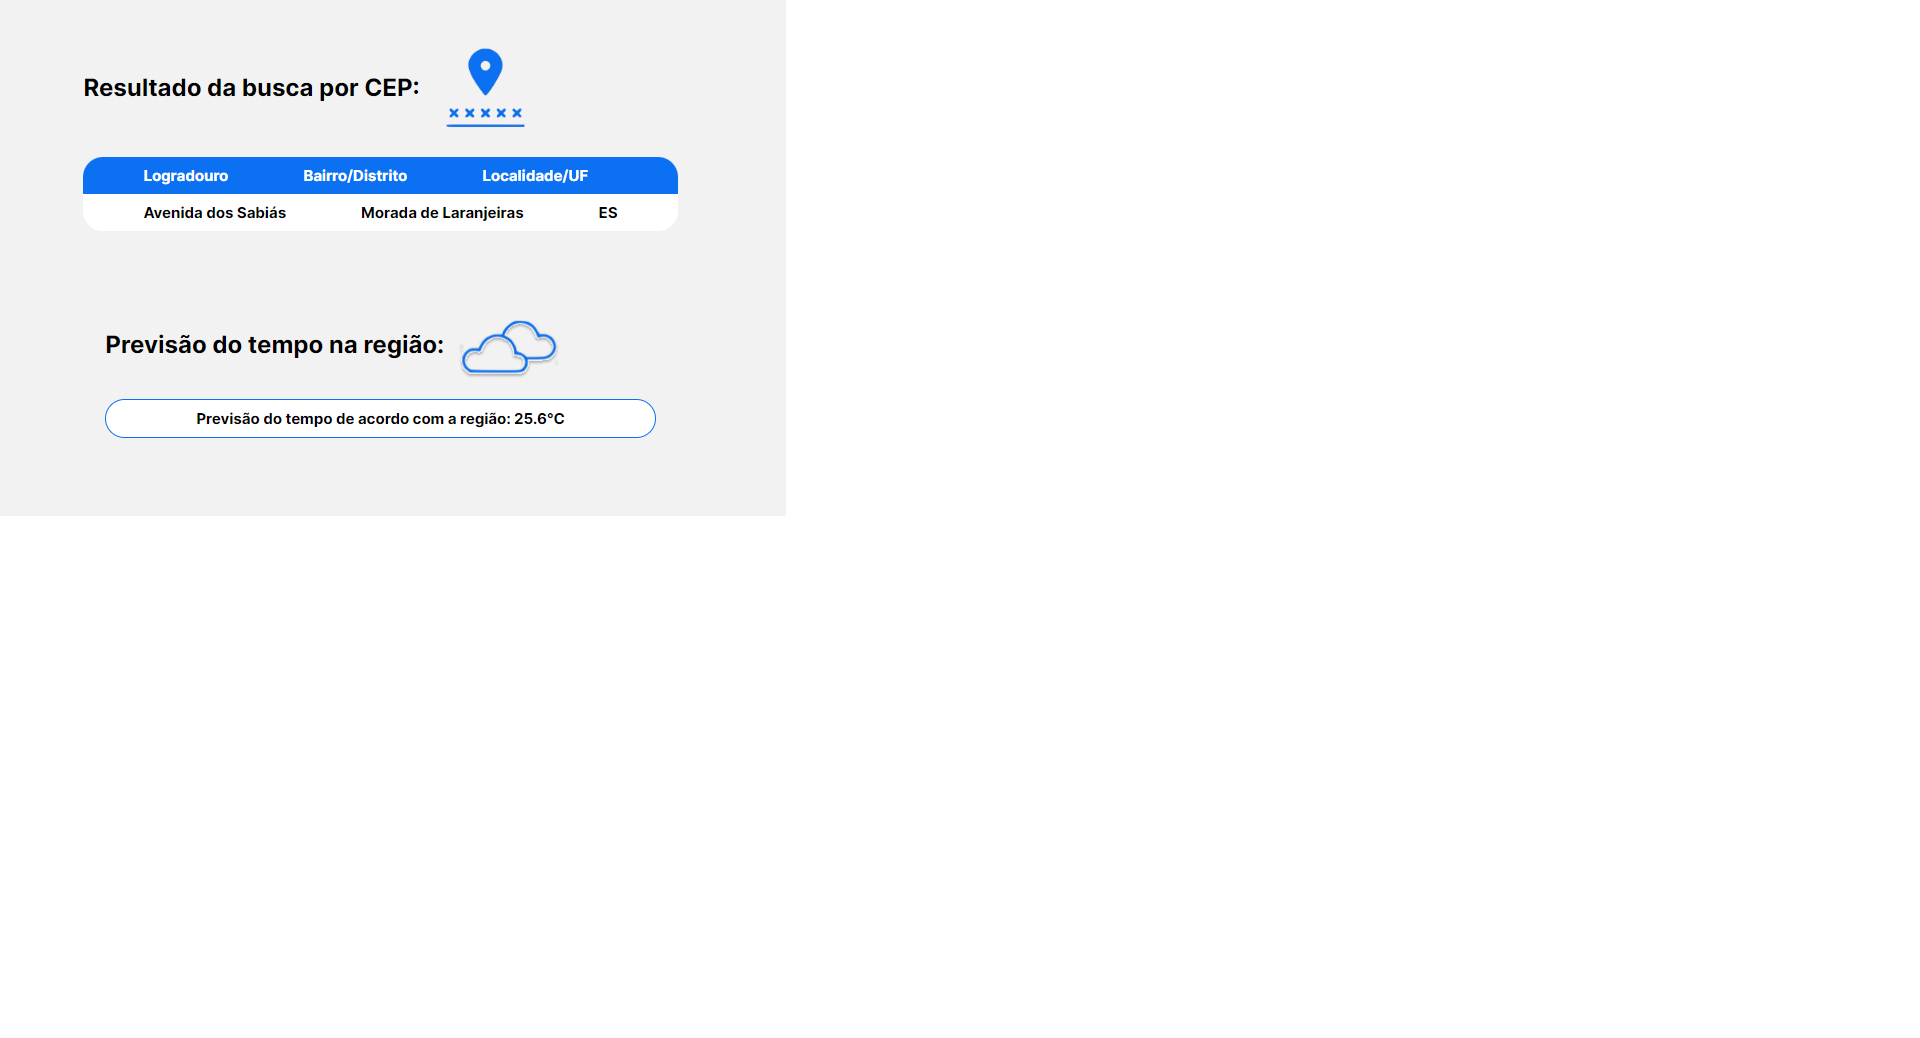 Resultado da busca por CEP:
Logradouro Bairro/Distrito Localidade/UF
Avenida dos Sabiás Morada de Laranjeiras ES
Previsão do tempo na região:
Previsão do tempo de acordo com a região: 25.6°C